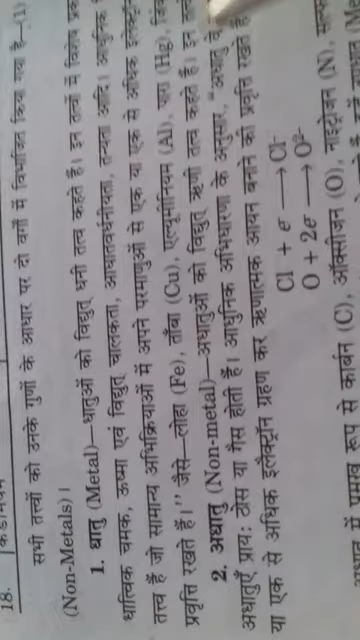 18.
सभी तत्त्वों को उनके गुणों के आधार पर दो वर्गों में विभाजित किया गया है—(1)
(Non-Metals)।
1. धातु (Metal)—धातुओं को विद्युत् धनी तत्त्व कहते हैं। इन तत्त्वों में विशेष
धात्विक चमक, ऊष्मा एवं विद्युत् चालकता, आघातवर्धनीयता, तन्यता आदि। आधुनिक
तत्त्व हैं जो सामान्य अभिक्रियाओं में अपने परमाणुओं से एक या एक से अधिक
प्रवृत्ति रखते हैं।” जैसे—लोहा (Fe), ताँबा (Cu), एल्यूमीनियम (Al), पारा (Hg),
2. अधातु (Non-metal)—अधातुओं को विद्युत् ऋणी तत्त्व कहते हैं। इन
अधातुएँ प्राय: ठोस या गैस होती हैं। आधुनिक अभिधारणा के अनुसार, “अधातु वे
या एक से अधिक इलैक्ट्रॉन ग्रहण कर ऋणात्मक आयन बनाने की प्रवृत्ति रखते हैं
Cl + e⁻ ⟶ Cl⁻
O + 2e⁻ ⟶ O²⁻
रूप से कार्बन (C), ऑक्सीजन (O), नाइट्रोजन (N),